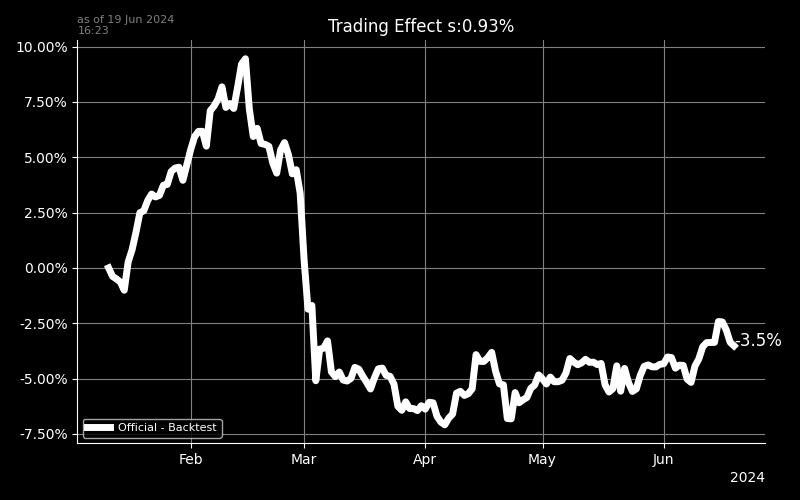 as of 19 Jun 2024
16:23
Trading Effect s:0.93%
10.00%
7.50%
5.00%
2.50%
0.00%
-2.50%
-5.00%
-7.50%
-3.5%
Official - Backtest
Feb
Mar
Apr
May
Jun
2024